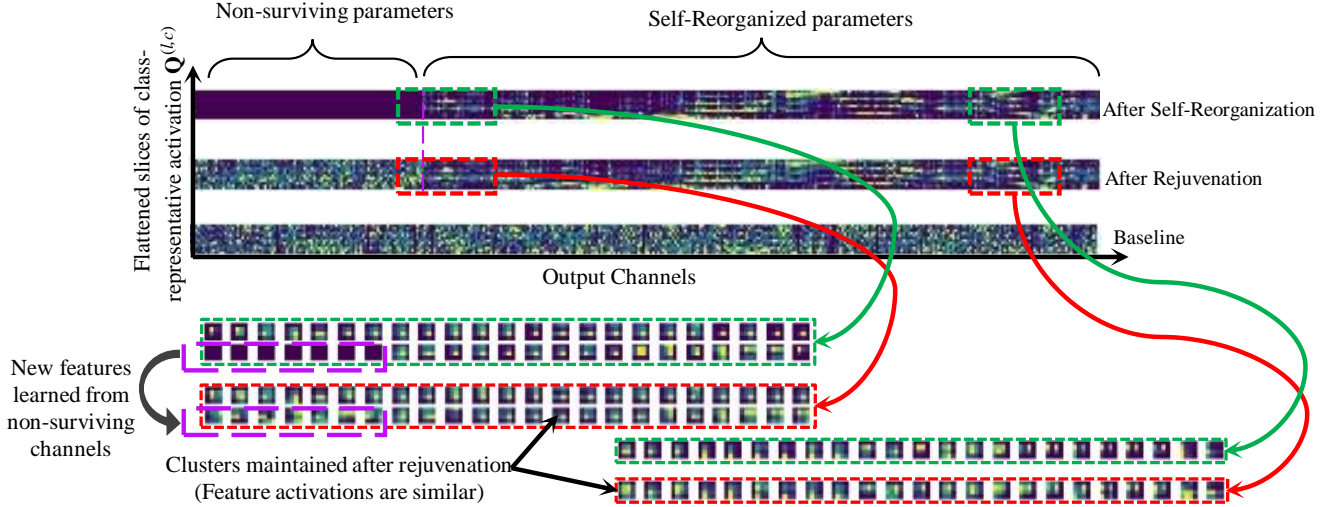 Non-surviving parameters
Self-Reorganized parameters
Flattened slices of class-
representative activation Q^(l,c)
After Self-Reorganization
After Rejuvenation
Baseline
Output Channels
New features
learned from
non-surviving
channels
Clusters maintained after rejuvenation
(Feature activations are similar)